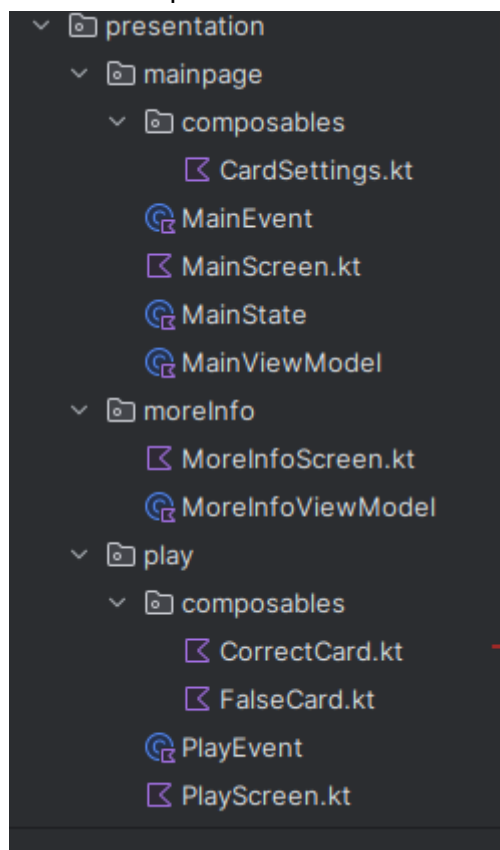 presentation
mainpage
composables
CardSettings.kt
MainEvent
MainScreen.kt
MainState
MainViewModel
moreInfo
MoreInfoScreen.kt
MoreInfoViewModel
play
composables
CorrectCard.kt
FalseCard.kt
PlayEvent
PlayScreen.kt